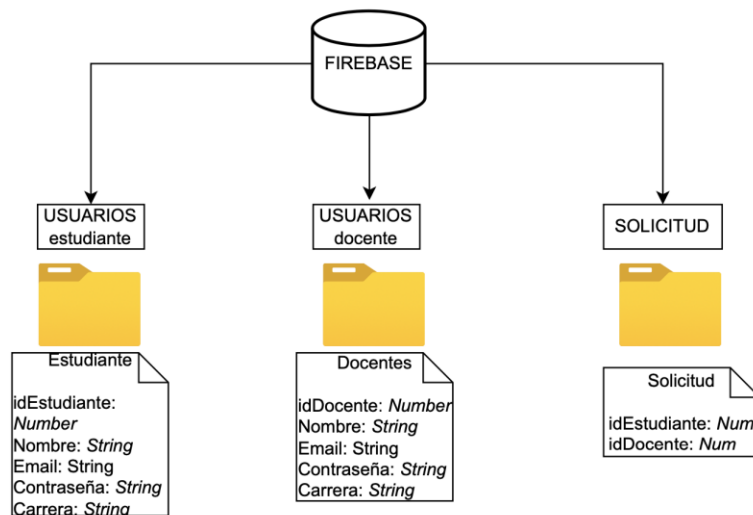 FIREBASE
USUARIOS
estudiante
USUARIOS
docente
SOLICITUD
Estudiante
idEstudiante:
Number
Nombre: String
Email: String
Contraseña: String
Carrera: String
Docentes
idDocente: Number
Nombre: String
Email: String
Contraseña: String
Carrera: String
Solicitud
idEstudiante: Num
idDocente: Num